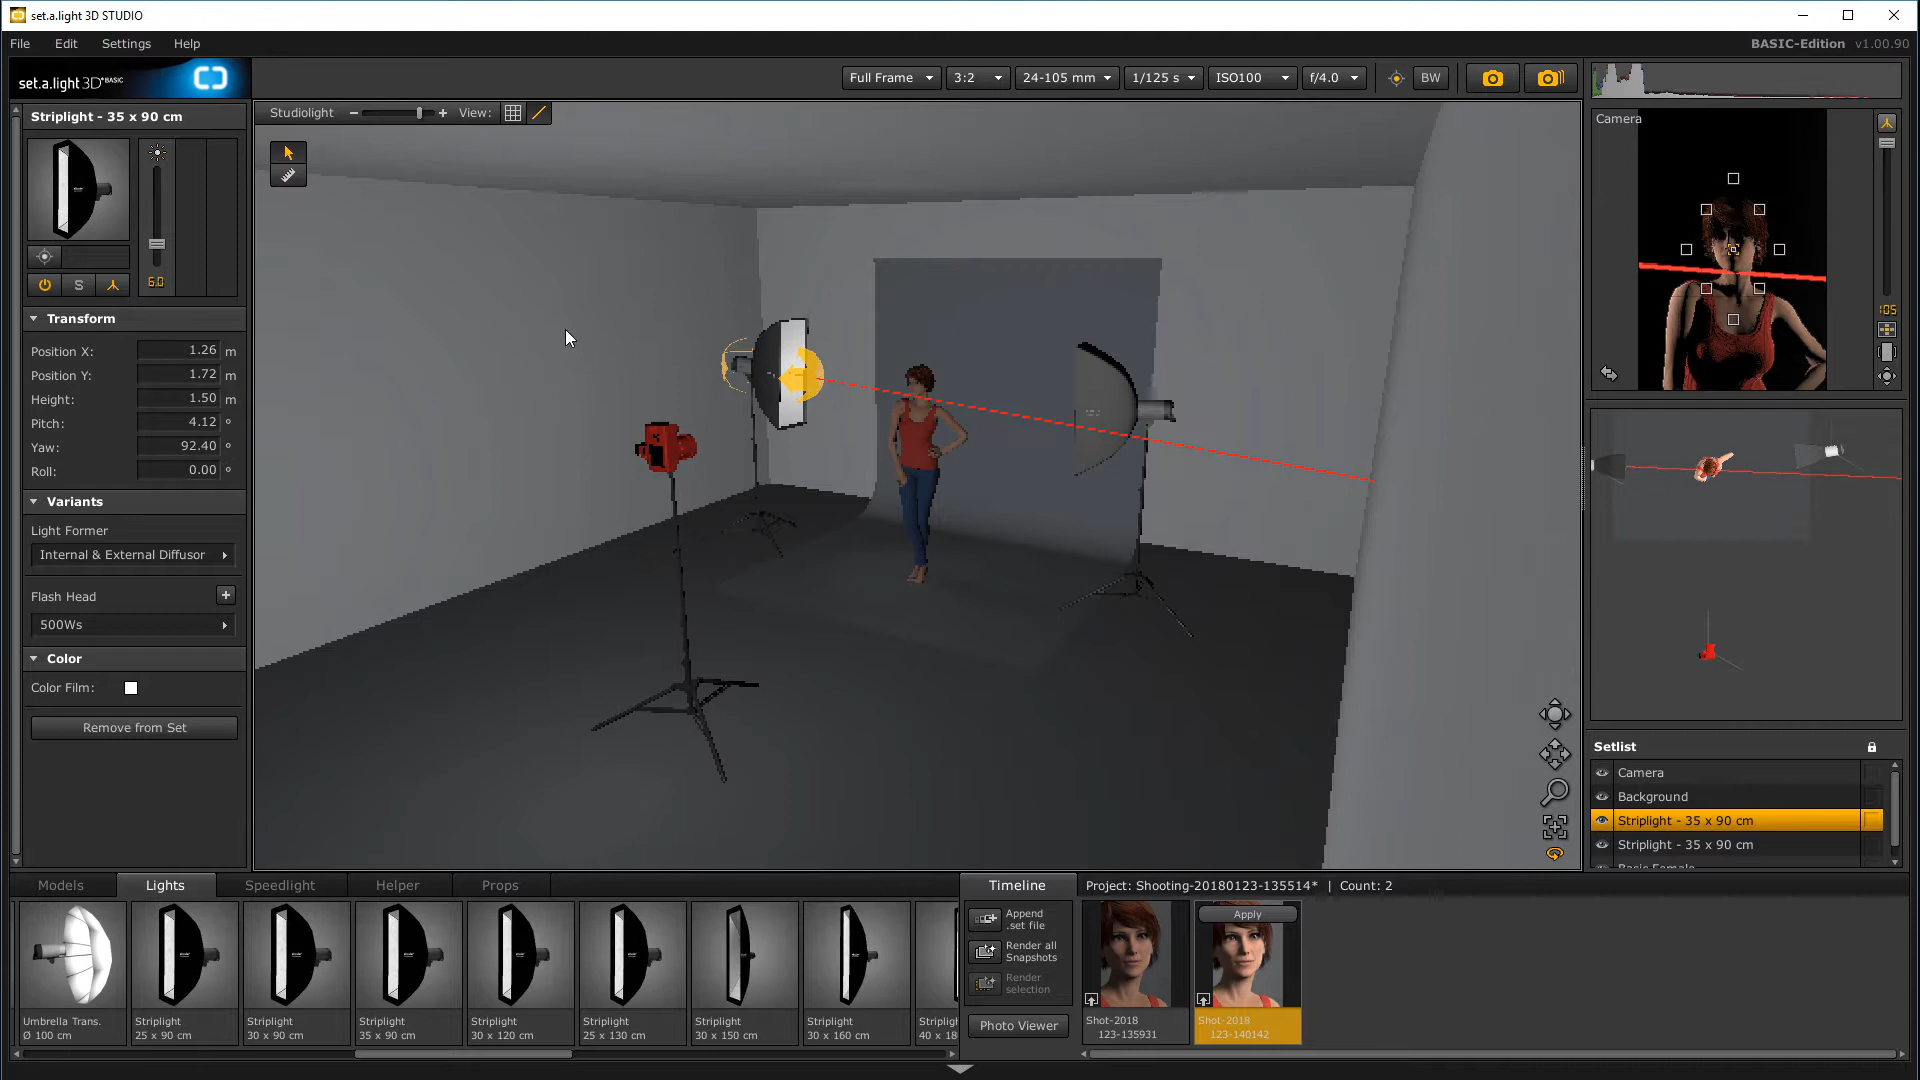 set.a.light 3D STUDIO
File Edit Settings Help
BASIC-Edition v1.00.90
set.a.light 3D BASIC
Full Frame 3:2 24-105 mm 1/125 s ISO100 f/4.0 BW
Striplight - 35 x 90 cm
Studiolight View:
Camera
S
6.0
105
Transform
Position X: 1.26 m
Position Y: 1.72 m
Height: 1.50 m
Pitch: 4.12 °
Yaw: 92.40 °
Roll: 0.00 °
Variants
Light Former
Internal & External Diffusor
Flash Head
500Ws
Color
Color Film:
Remove from Set
Setlist
Camera
Background
Striplight - 35 x 90 cm
Striplight - 35 x 90 cm
Basic Female
Models Lights Speedlight Helper Props
Umbrella Trans.
Ø 100 cm
Striplight
25 x 90 cm
Striplight
30 x 90 cm
Striplight
35 x 90 cm
Striplight
30 x 120 cm
Striplight
25 x 130 cm
Striplight
30 x 150 cm
Striplight
30 x 160 cm
Timeline
Project: Shooting-20180123-135514* | Count: 2
Append
.set file
Render all
Snapshots
Render
selection
Photo Viewer
Apply
Shot-2018
123-135931
Shot-2018
123-140142